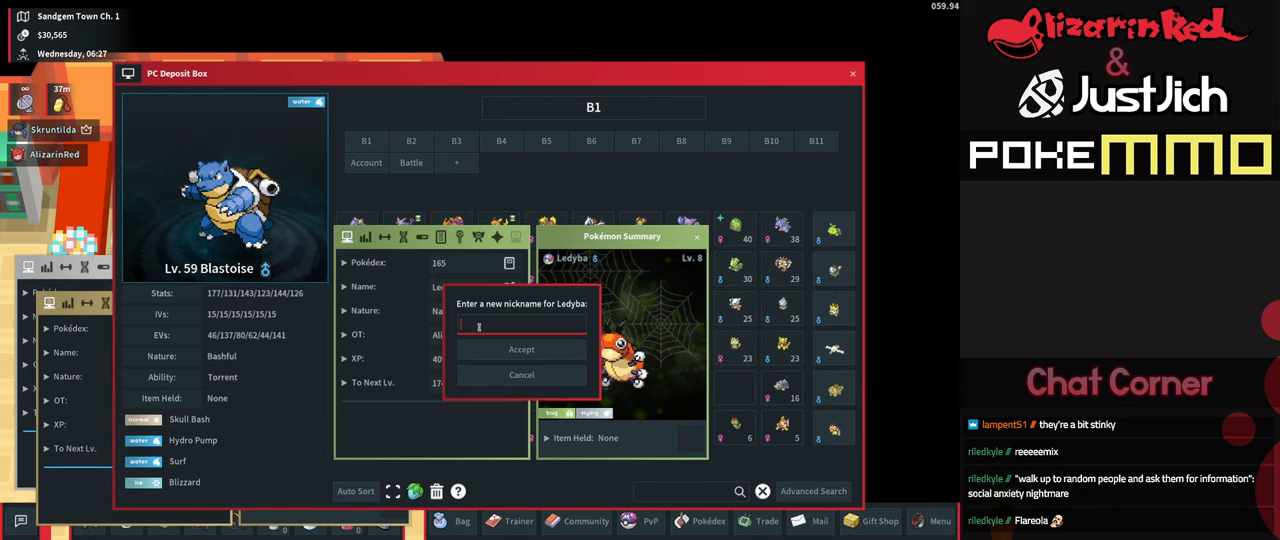 Sandgem Town Ch. 1
$30,565
Wednesday, 06:27
059.94
∞
37m
Skruntilda
AlizarinRed
PC Deposit Box
water
Lv. 59 Blastoise ♂
Stats: 177/131/143/123/144/126
IVs: 15/15/15/15/15/15
EVs: 46/137/80/62/44/141
Nature: Bashful
Ability: Torrent
Item Held: None
normal Skull Bash
water Hydro Pump
water Surf
ice Blizzard
B1
B1 B2 B3 B4 B5 B6 B7 B8 B9 B10 B11
Account Battle +
40 38
30 29
25 25
23 23
16
6 5
Pokédex: 165
Name:
Nature:
OT:
XP:
To Next Lv.
Pokémon Summary
Ledyba ♂ Lv. 8
bug flying
Item Held: None
Enter a new nickname for Ledyba:
Accept
Cancel
Pokédex:
Name:
Nature:
OT:
XP:
To Next Lv.
Auto Sort
Advanced Search
Bag Trainer Community PvP Pokédex Trade Mail Gift Shop Menu
AlizarinRed
&
JustJich
POKEMMO
Chat Corner
lampent51 // they're a bit stinky
riledkyle // reeeeemix
riledkyle // "walk up to random people and ask them for information":
social anxiety nightmare
riledkyle // Flareola